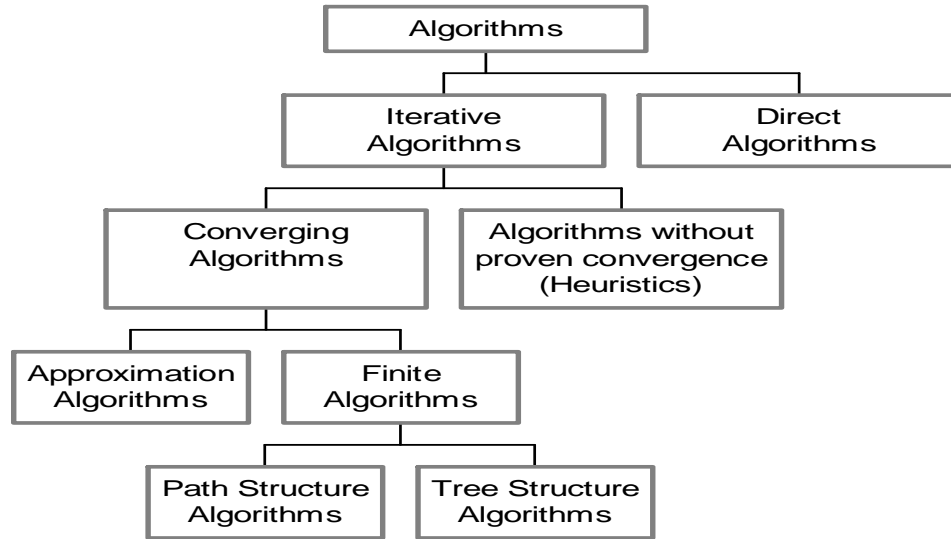 Algorithms
Iterative
Algorithms
Direct
Algorithms
Converging
Algorithms
Algorithms without
proven convergence
(Heuristics)
Approximation
Algorithms
Finite
Algorithms
Path Structure
Algorithms
Tree Structure
Algorithms